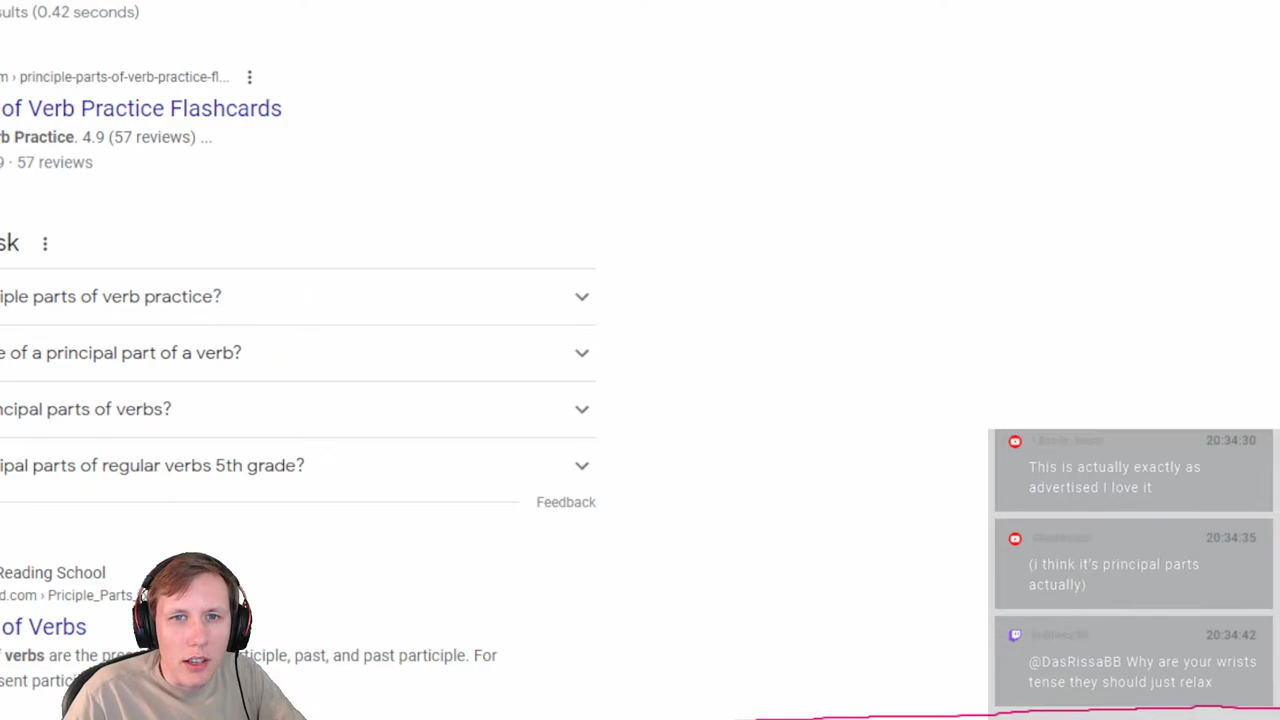 sults (0.42 seconds)
m › principle-parts-of-verb-practice-fl...
of Verb Practice Flashcards
rb Practice. 4.9 (57 reviews) ...
9 · 57 reviews
sk
iple parts of verb practice?
e of a principal part of a verb?
ncipal parts of verbs?
ipal parts of regular verbs 5th grade?
Feedback
Reading School
d.com › Priciple_Parts_
of Verbs
verbs are the pre
ticiple, past, and past participle. For
sent partici
20:34:30
This is actually exactly as
advertised I love it
20:34:35
(i think it's principal parts
actually)
20:34:42
@DasRissaBB Why are your wrists
tense they should just relax